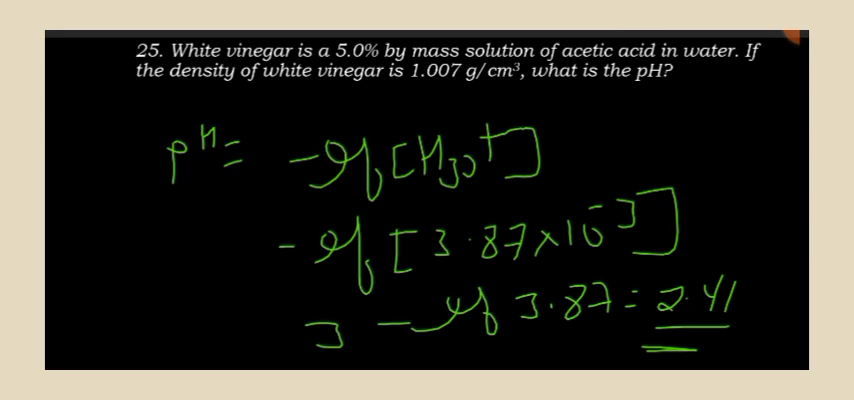 25. White vinegar is a 5.0% by mass solution of acetic acid in water. If
the density of white vinegar is 1.007 g/cm³, what is the pH?
pH = -log [H₃O⁺]
- log [3.87×10⁻³]
3 - log 3.87 = 2.41